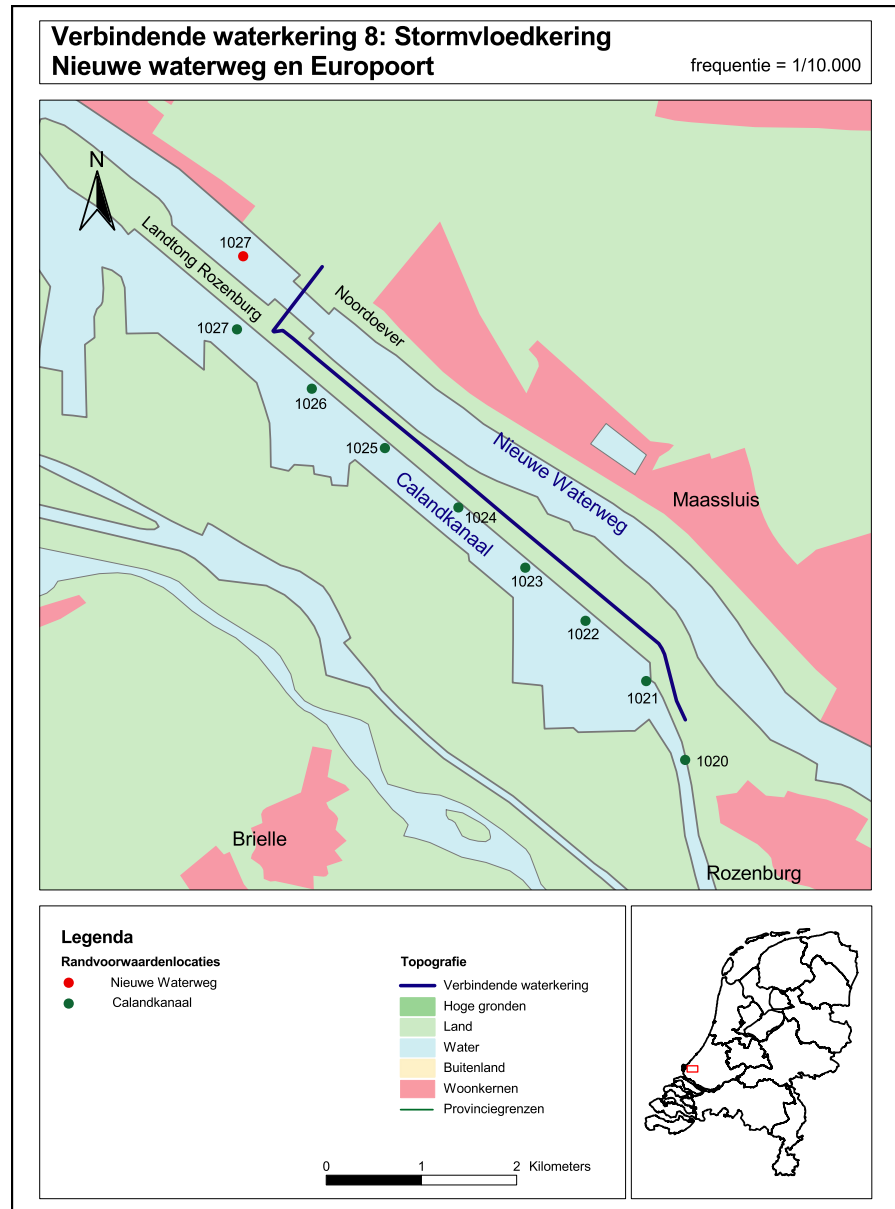 Verbindende waterkering 8: Stormvloedkering
Nieuwe waterweg en Europoort
frequentie = 1/10.000
N
1027
Landtong Rozenburg
Noordoever
1027
1026
1025
Nieuwe Waterweg
Calandkanaal
Maassluis
1024
1023
1022
1021
1020
Brielle
Rozenburg
Legenda
Randvoorwaardenlocaties
Nieuwe Waterweg
Calandkanaal
Topografie
Verbindende waterkering
Hoge gronden
Land
Water
Buitenland
Woonkernen
Provinciegrenzen
0 1 2 Kilometers